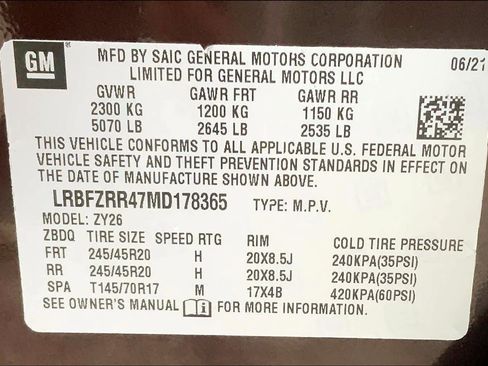 GM
MFD BY SAIC GENERAL MOTORS CORPORATION 06/21
LIMITED FOR GENERAL MOTORS LLC
GVWR GAWR FRT GAWR RR
2300 KG 1200 KG 1150 KG
5070 LB 2645 LB 2535 LB
THIS VEHICLE CONFORMS TO ALL APPLICABLE U.S. FEDERAL MOTOR
VEHICLE SAFETY AND THEFT PREVENTION STANDARDS IN EFFECT ON
THE DATE OF MANUFACTURE SHOWN ABOVE.
LRBFZRR47MD178365 TYPE: M.P.V.
MODEL: ZY26
ZBDQ TIRE SIZE SPEED RTG RIM COLD TIRE PRESSURE
FRT 245/45R20 H 20X8.5J 240KPA(35PSI)
RR 245/45R20 H 20X8.5J 240KPA(35PSI)
SPA T145/70R17 M 17X4B 420KPA(60PSI)
SEE OWNER'S MANUAL i FOR MORE INFORMATION.